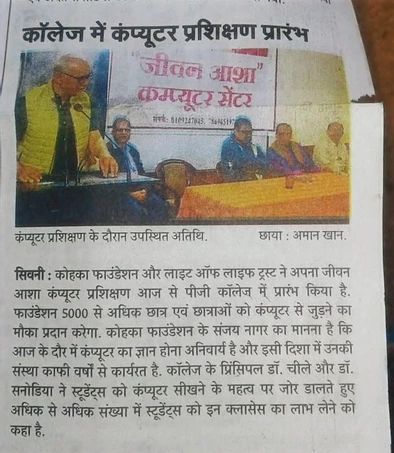 कॉलेज में कंप्यूटर प्रशिक्षण प्रारंभ
"जीवन आशा"
कम्प्यूटर सेंटर
कंप्यूटर प्रशिक्षण के दौरान उपस्थित अतिथि. छाया : अमान खान.
सिवनी : कोहका फाउंडेशन और लाइट ऑफ लाइफ ट्रस्ट ने अपना जीवन
आशा कंप्यूटर प्रशिक्षण आज से पीजी कॉलेज में प्रारंभ किया है.
फाउंडेशन 5000 से अधिक छात्र एवं छात्राओं को कंप्यूटर से जुड़ने का
मौका प्रदान करेगा. कोहका फाउंडेशन के संजय नागर का मानना है कि
आज के दौर में कंप्यूटर का ज्ञान होना अनिवार्य है और इसी दिशा में उनकी
संस्था काफी वर्षों से कार्यरत है. कॉलेज के प्रिंसिपल डॉ. चीले और डॉ.
सनोडिया ने स्टूडेंट्स को कंप्यूटर सीखने के महत्व पर जोर डालते हुए
अधिक से अधिक संख्या में स्टूडेंट्स को इन क्लासेस का लाभ लेने को
कहा है.